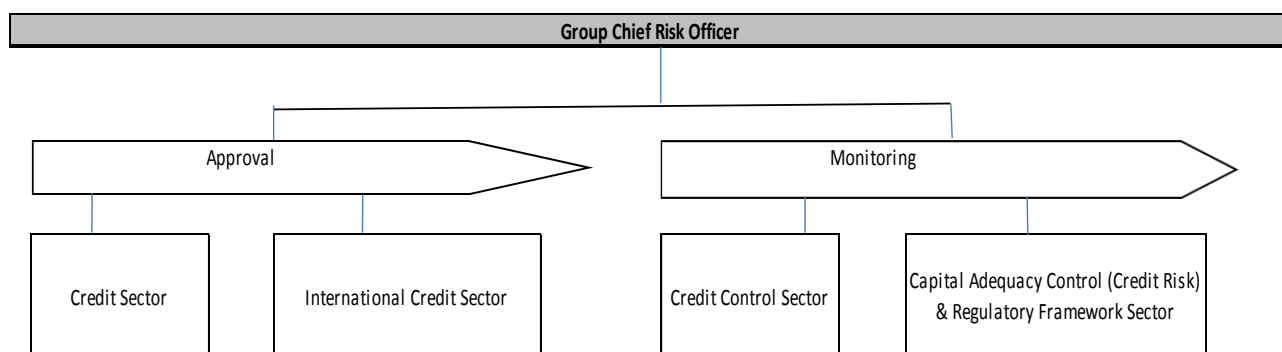 Group Chief Risk Officer
Approval
Monitoring
Credit Sector
International Credit Sector
Credit Control Sector
Capital Adequacy Control (Credit Risk)
& Regulatory Framework Sector